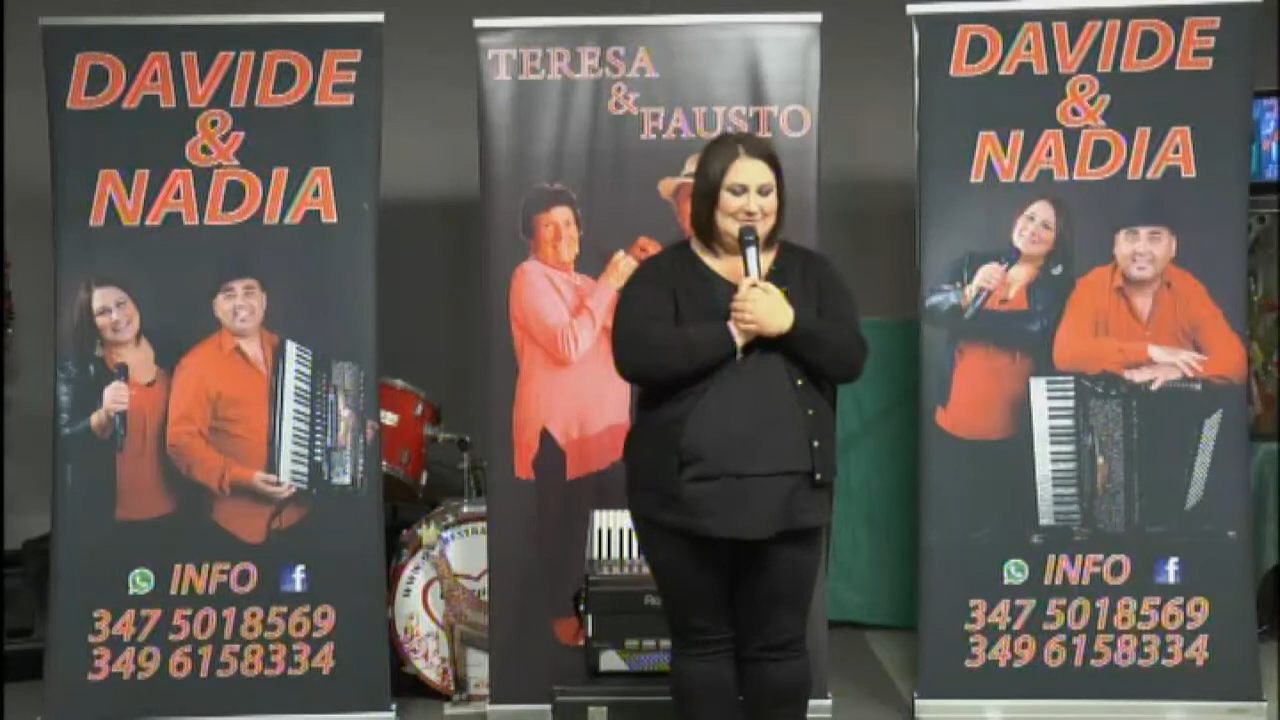 DAVIDE
&
NADIA
INFO
347 5018569
349 6158334
TERESA
&
FAUSTO
DAVIDE
&
NADIA
INFO
347 5018569
349 6158334